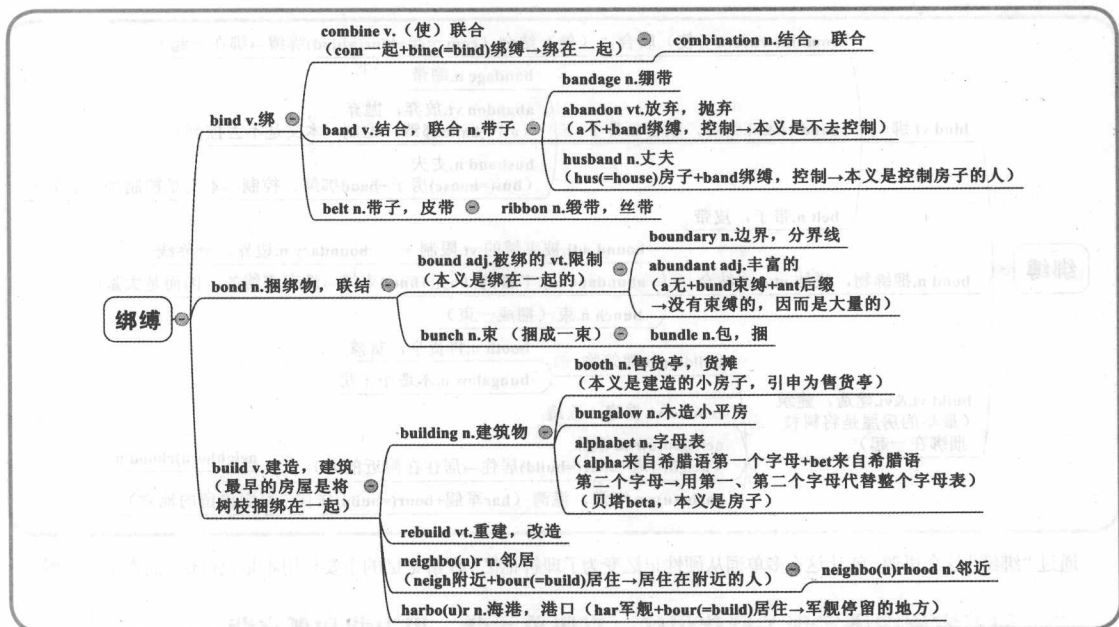 combine v.（使）联合
（com一起+bine(=bind)绑缚→绑在一起）
combination n.结合，联合
bind v.绑
band v.结合，联合 n.带子
bandage n.绷带
abandon vt.放弃，抛弃
（a不+band绑缚，控制→本义是不去控制）
husband n.丈夫
（hus(=house)房子+band绑缚，控制→本义是控制房子的人）
belt n.带子，皮带
ribbon n.缎带，丝带
绑缚
bond n.捆绑物，联结
bound adj.被绑的 vt.限制
（本义是绑在一起的）
boundary n.边界，分界线
abundant adj.丰富的
（a无+bund束缚+ant后缀
→没有束缚的，因而是大量的）
bunch n.束（捆成一束）
bundle n.包，捆
build v.建造，建筑
（最早的房屋是将
树枝捆绑在一起）
building n.建筑物
booth n.售货亭，货摊
（本义是建造的小房子，引申为售货亭）
bungalow n.木造小平房
alphabet n.字母表
（alpha来自希腊语第一个字母+bet来自希腊语
第二个字母→用第一、第二个字母代替整个字母表）
（贝塔beta，本义是房子）
rebuild vt.重建，改造
neighbo(u)r n.邻居
（neigh附近+bour(=build)居住→居住在附近的人）
neighbo(u)rhood n.邻近
harbo(u)r n.海港，港口（har军舰+bour(=build)居住→军舰停留的地方）